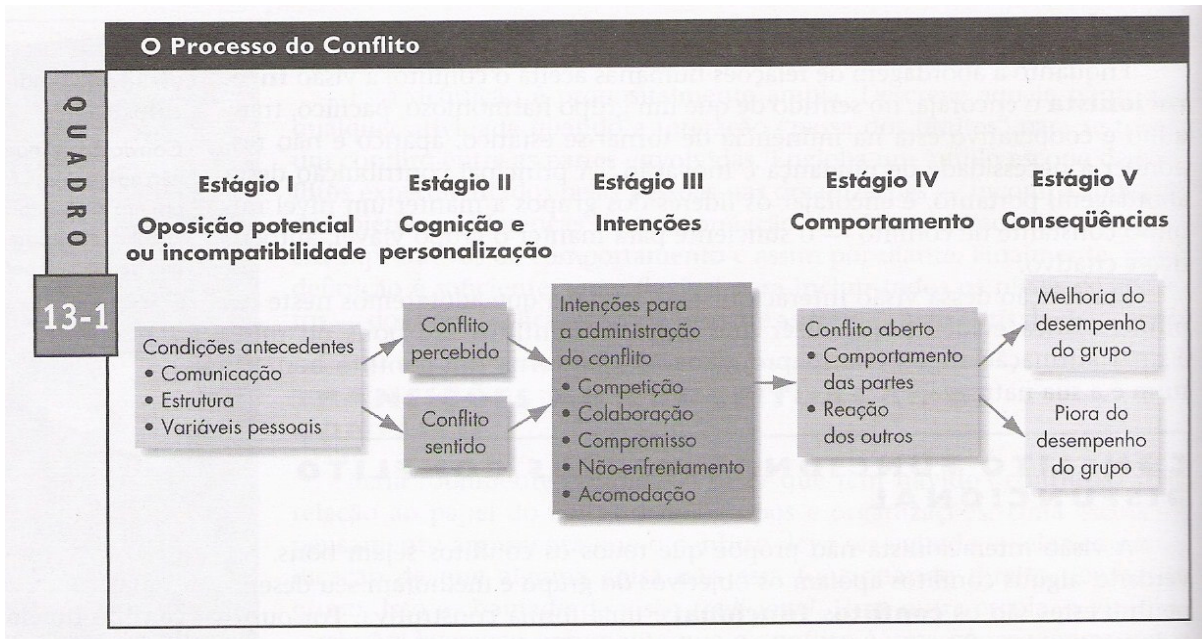 O Processo do Conflito
QUADRO
13-1
Estágio I
Oposição potencial
ou incompatibilidade
Estágio II
Cognição e
personalização
Estágio III
Intenções
Estágio IV
Comportamento
Estágio V
Conseqüências
Condições antecedentes
• Comunicação
• Estrutura
• Variáveis pessoais
Conflito
percebido
Conflito
sentido
Intenções para
a administração
do conflito
• Competição
• Colaboração
• Compromisso
• Não-enfrentamento
• Acomodação
Conflito aberto
• Comportamento
das partes
• Reação
dos outros
Melhoria do
desempenho
do grupo
Piora do
desempenho
do grupo